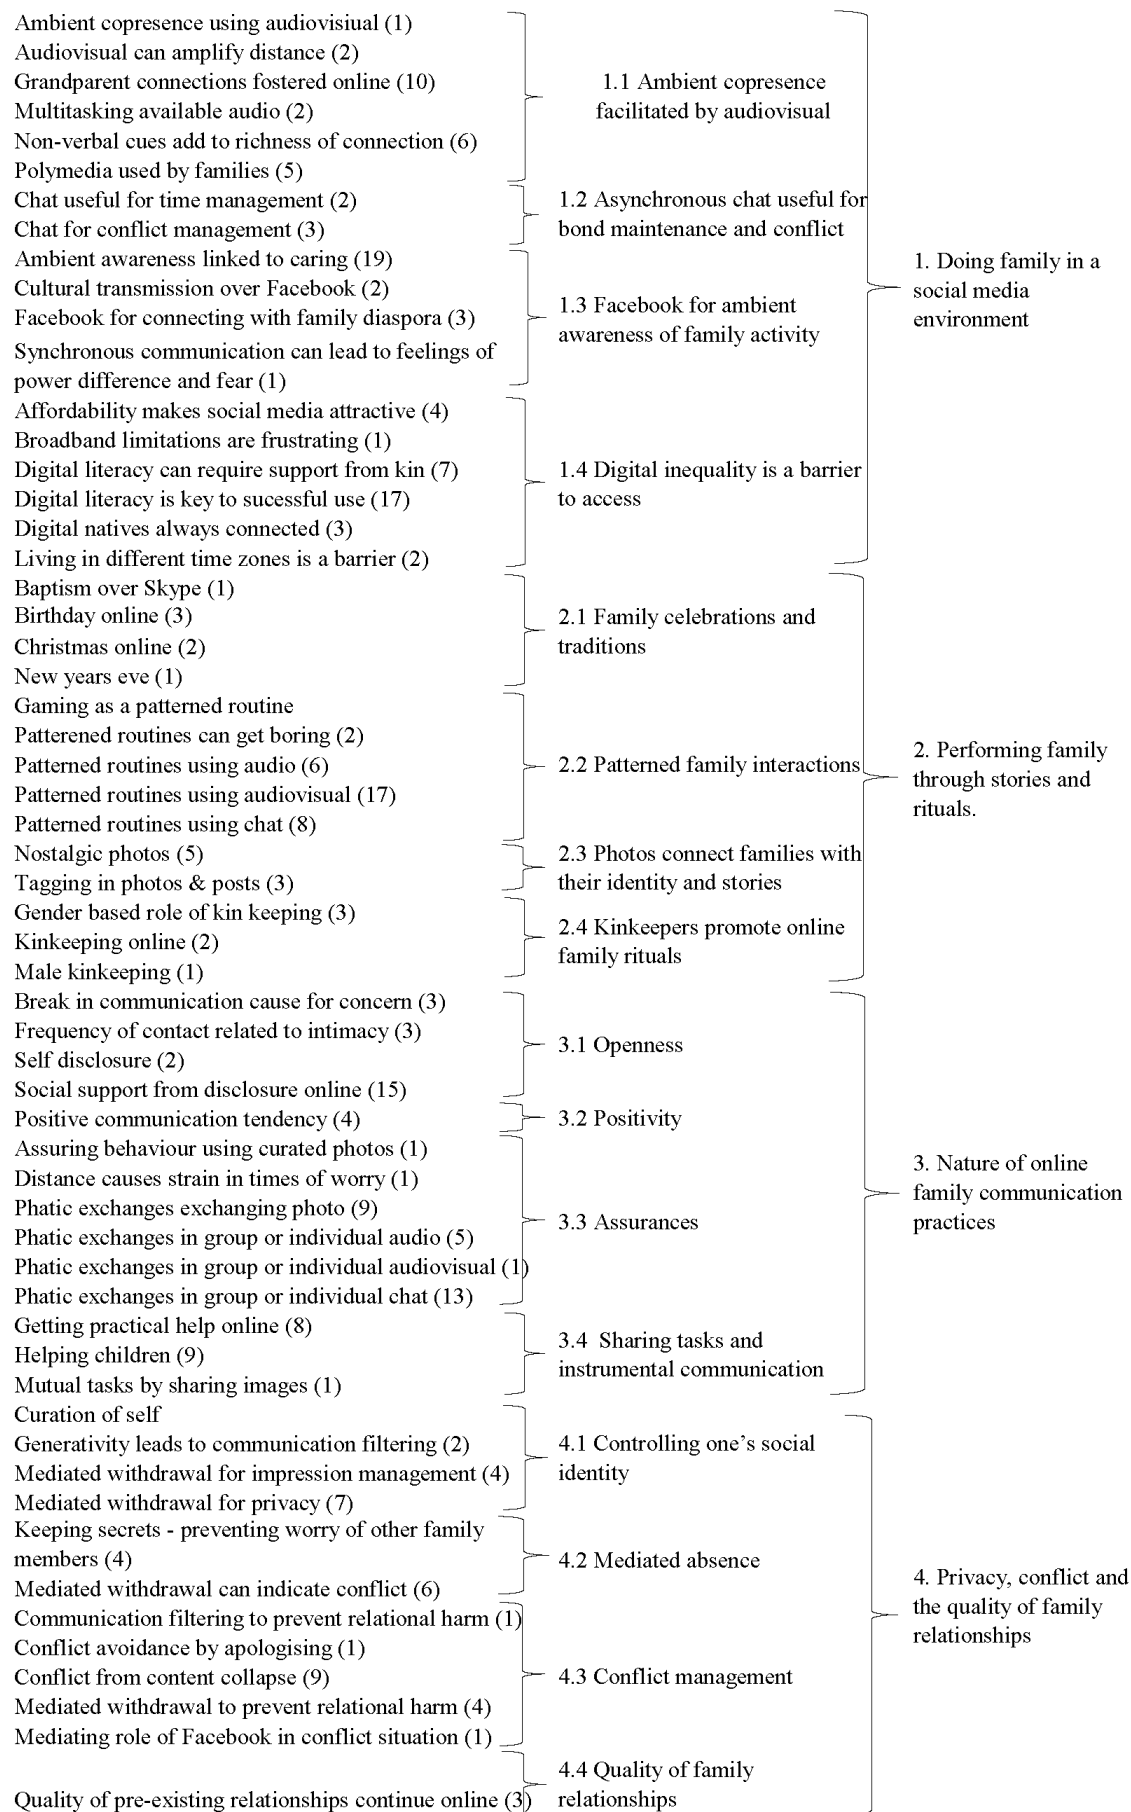 Ambient copresence using audiovisiual (1)
Audiovisual can amplify distance (2)
Grandparent connections fostered online (10)
Multitasking available audio (2)
Non-verbal cues add to richness of connection (6)
Polymedia used by families (5)
1.1 Ambient copresence
facilitated by audiovisual
Chat useful for time management (2)
Chat for conflict management (3)
1.2 Asynchronous chat useful for
bond maintenance and conflict
Ambient awareness linked to caring (19)
Cultural transmission over Facebook (2)
Facebook for connecting with family diaspora (3)
Synchronous communication can lead to feelings of
power difference and fear (1)
1.3 Facebook for ambient
awareness of family activity
Affordability makes social media attractive (4)
Broadband limitations are frustrating (1)
Digital literacy can require support from kin (7)
Digital literacy is key to sucessful use (17)
Digital natives always connected (3)
Living in different time zones is a barrier (2)
1.4 Digital inequality is a barrier
to access
1. Doing family in a
social media
environment
Baptism over Skype (1)
Birthday online (3)
Christmas online (2)
New years eve (1)
2.1 Family celebrations and
traditions
Gaming as a patterned routine
Patterened routines can get boring (2)
Patterned routines using audio (6)
Patterned routines using audiovisual (17)
Patterned routines using chat (8)
2.2 Patterned family interactions
Nostalgic photos (5)
Tagging in photos & posts (3)
2.3 Photos connect families with
their identity and stories
Gender based role of kin keeping (3)
Kinkeeping online (2)
Male kinkeeping (1)
2.4 Kinkeepers promote online
family rituals
2. Performing family
through stories and
rituals.
Break in communication cause for concern (3)
Frequency of contact related to intimacy (3)
Self disclosure (2)
Social support from disclosure online (15)
3.1 Openness
Positive communication tendency (4)
3.2 Positivity
Assuring behaviour using curated photos (1)
Distance causes strain in times of worry (1)
Phatic exchanges exchanging photo (9)
Phatic exchanges in group or individual audio (5)
Phatic exchanges in group or individual audiovisual (1)
Phatic exchanges in group or individual chat (13)
3.3 Assurances
Getting practical help online (8)
Helping children (9)
Mutual tasks by sharing images (1)
3.4 Sharing tasks and
instrumental communication
3. Nature of online
family communication
practices
Curation of self
Generativity leads to communication filtering (2)
Mediated withdrawal for impression management (4)
Mediated withdrawal for privacy (7)
4.1 Controlling one's social
identity
Keeping secrets - preventing worry of other family
members (4)
Mediated withdrawal can indicate conflict (6)
4.2 Mediated absence
Communication filtering to prevent relational harm (1)
Conflict avoidance by apologising (1)
Conflict from content collapse (9)
Mediated withdrawal to prevent relational harm (4)
Mediating role of Facebook in conflict situation (1)
4.3 Conflict management
Quality of pre-existing relationships continue online (3)
4.4 Quality of family
relationships
4. Privacy, conflict and
the quality of family
relationships